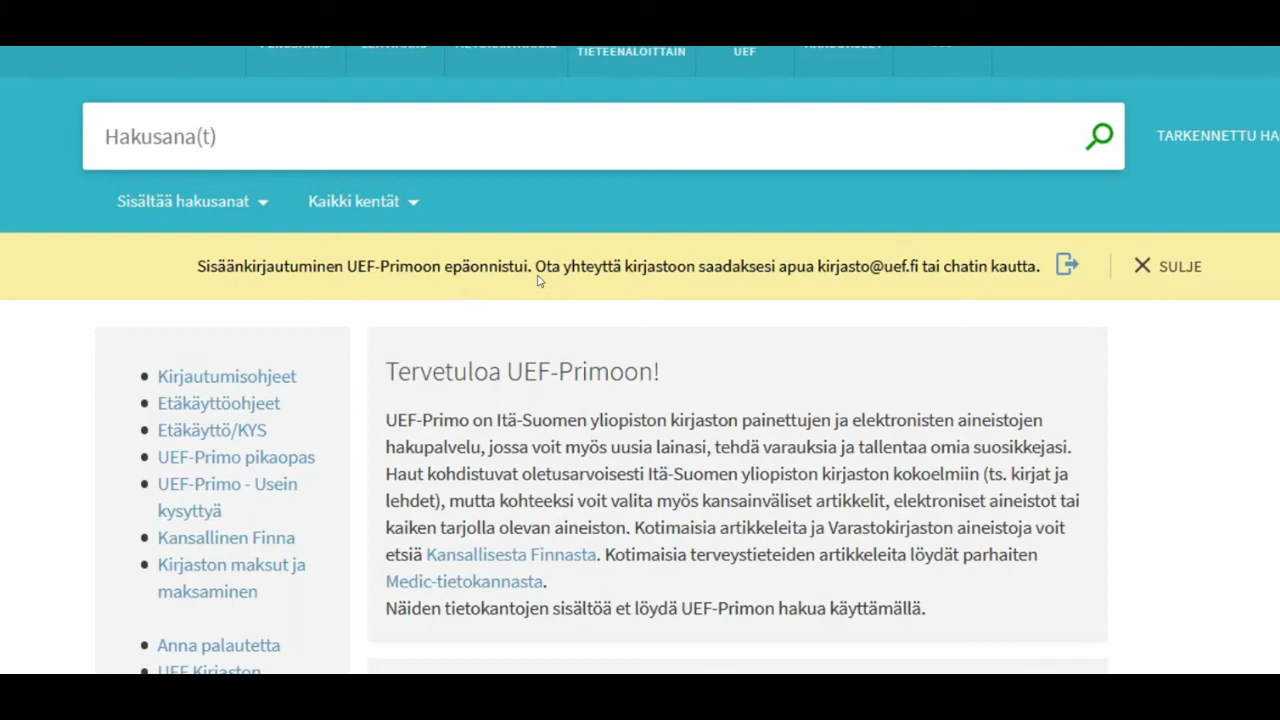 TIETEENALOITTAIN
UEF
Hakusana(t)
TARKENNETTU HA
Sisältää hakusanat
Kaikki kentät
Sisäänkirjautuminen UEF-Primoon epäonnistui. Ota yhteyttä kirjastoon saadaksesi apua kirjasto@uef.fi tai chatin kautta.
SULJE
Kirjautumisohjeet
Etäkäyttöohjeet
Etäkäyttö/KYS
UEF-Primo pikaopas
UEF-Primo - Usein
kysyttyä
Kansallinen Finna
Kirjaston maksut ja
maksaminen
Anna palautetta
UEF Kirjaston
Tervetuloa UEF-Primoon!
UEF-Primo on Itä-Suomen yliopiston kirjaston painettujen ja elektronisten aineistojen
hakupalvelu, jossa voit myös uusia lainasi, tehdä varauksia ja tallentaa omia suosikkejasi.
Haut kohdistuvat oletusarvoisesti Itä-Suomen yliopiston kirjaston kokoelmiin (ts. kirjat ja
lehdet), mutta kohteeksi voit valita myös kansainväliset artikkelit, elektroniset aineistot tai
kaiken tarjolla olevan aineiston. Kotimaisia artikkeleita ja Varastokirjaston aineistoja voit
etsiä Kansallisesta Finnasta. Kotimaisia terveystieteiden artikkeleita löydät parhaiten
Medic-tietokannasta.
Näiden tietokantojen sisältöä et löydä UEF-Primon hakua käyttämällä.